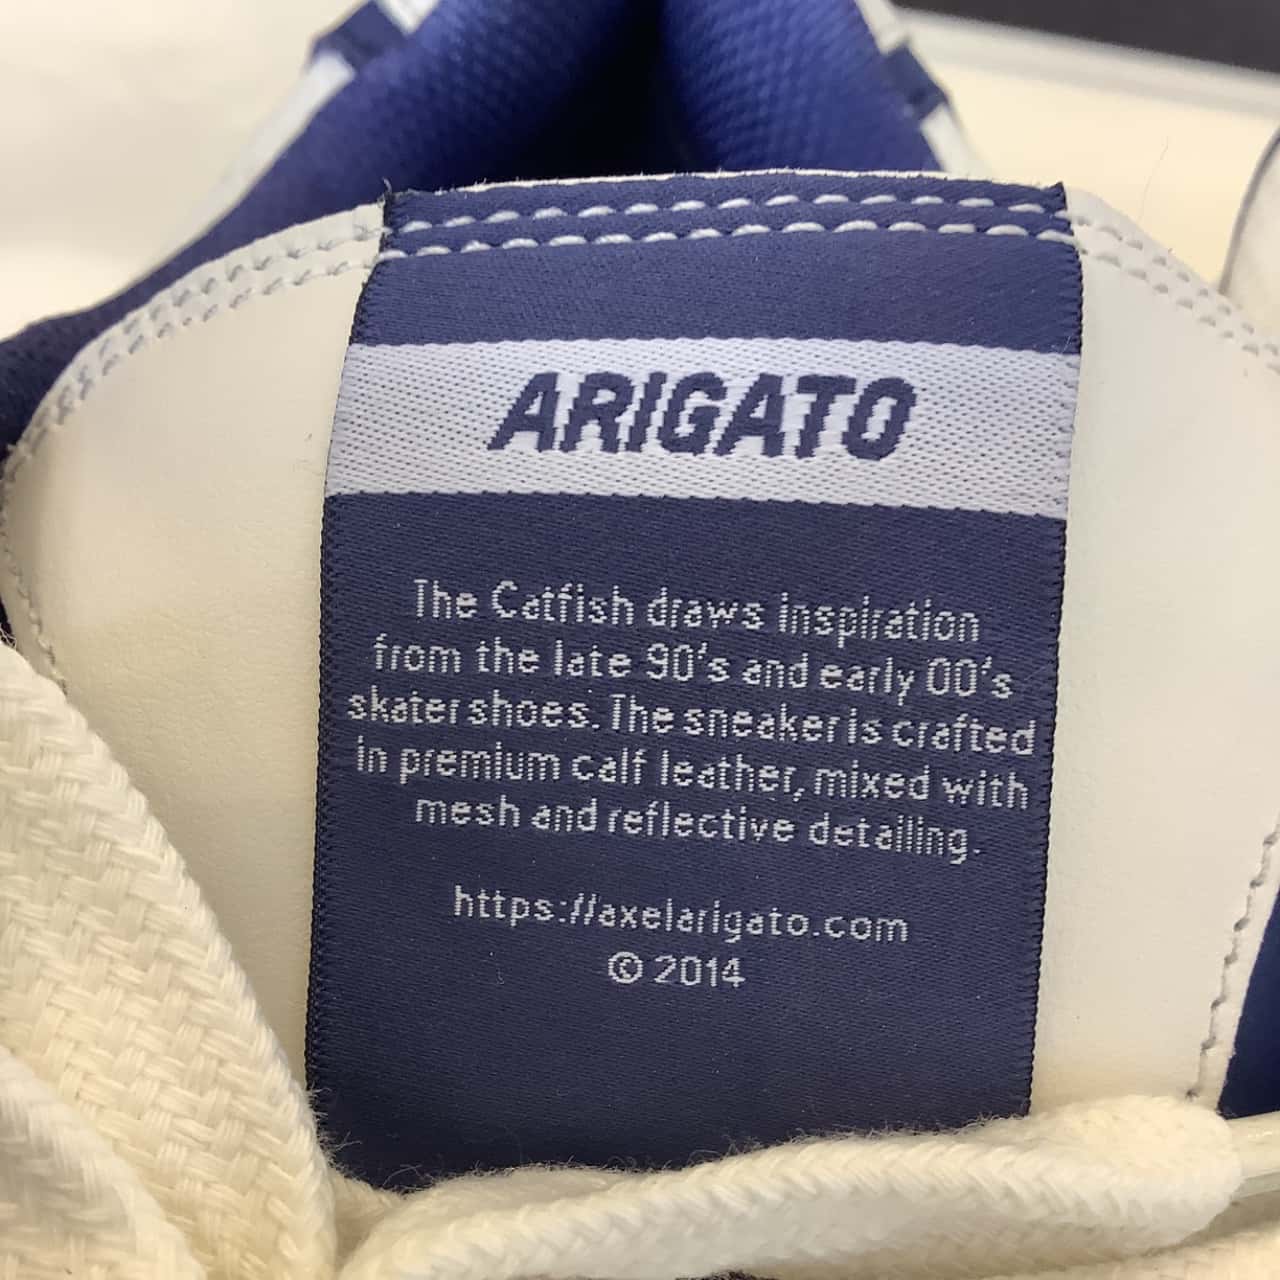 ARIGATO
The Catfish draws inspiration
from the late 90's and early 00's
skater shoes. The sneaker is crafted
in premium calf leather, mixed with
mesh and reflective detailing.
https://axelarigato.com
© 2014